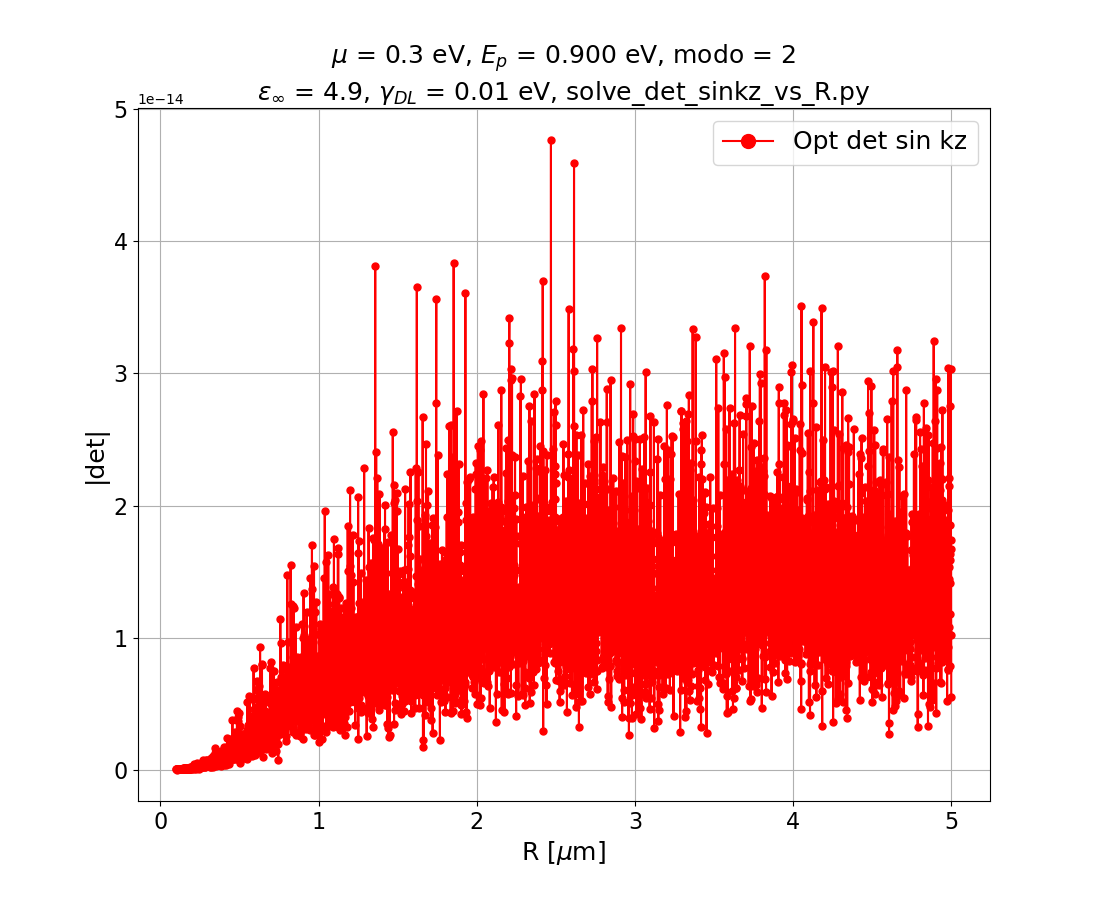 μ = 0.3 eV, E_p = 0.900 eV, modo = 2
ε_∞ = 4.9, γ_DL = 0.01 eV, solve_det_sinkz_vs_R.py
1e−14
Opt det sin kz
5
4
3
2
1
0
|det|
0 1 2 3 4 5
R [μm]